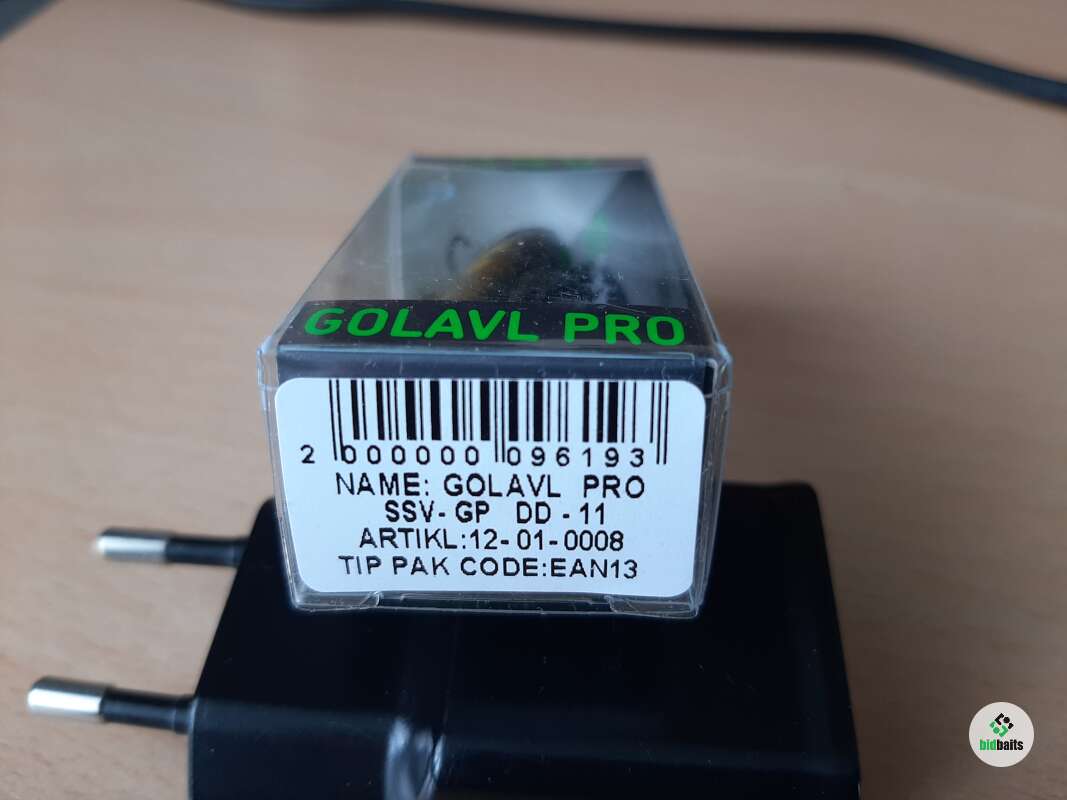 GOLAVL PRO
2 000000 096193
NAME: GOLAVL PRO
SSV-GP DD-11
ARTIKL:12-01-0008
TIP PAK CODE:EAN13
bidbaits